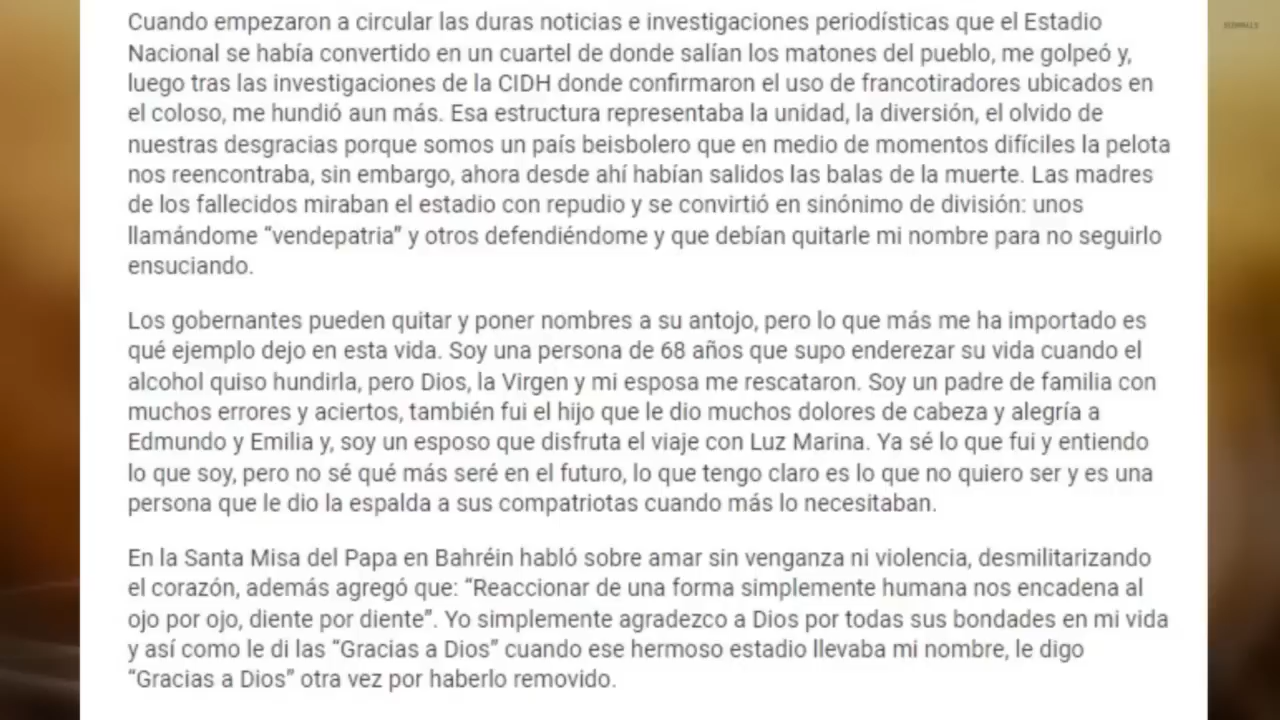 Cuando empezaron a circular las duras noticias e investigaciones periodísticas que el Estadio
Nacional se había convertido en un cuartel de donde salían los matones del pueblo, me golpeó y,
luego tras las investigaciones de la CIDH donde confirmaron el uso de francotiradores ubicados en
el coloso, me hundió aun más. Esa estructura representaba la unidad, la diversión, el olvido de
nuestras desgracias porque somos un país beisbolero que en medio de momentos difíciles la pelota
nos reencontraba, sin embargo, ahora desde ahí habían salidos las balas de la muerte. Las madres
de los fallecidos miraban el estadio con repudio y se convirtió en sinónimo de división: unos
llamándome “vendepatria” y otros defendiéndome y que debían quitarle mi nombre para no seguirlo
ensuciando.
Los gobernantes pueden quitar y poner nombres a su antojo, pero lo que más me ha importado es
qué ejemplo dejo en esta vida. Soy una persona de 68 años que supo enderezar su vida cuando el
alcohol quiso hundirla, pero Dios, la Virgen y mi esposa me rescataron. Soy un padre de familia con
muchos errores y aciertos, también fui el hijo que le dio muchos dolores de cabeza y alegría a
Edmundo y Emilia y, soy un esposo que disfruta el viaje con Luz Marina. Ya sé lo que fui y entiendo
lo que soy, pero no sé qué más seré en el futuro, lo que tengo claro es lo que no quiero ser y es una
persona que le dio la espalda a sus compatriotas cuando más lo necesitaban.
En la Santa Misa del Papa en Bahréin habló sobre amar sin venganza ni violencia, desmilitarizando
el corazón, además agregó que: “Reaccionar de una forma simplemente humana nos encadena al
ojo por ojo, diente por diente”. Yo simplemente agradezco a Dios por todas sus bondades en mi vida
y así como le di las “Gracias a Dios” cuando ese hermoso estadio llevaba mi nombre, le digo
“Gracias a Dios” otra vez por haberlo removido.